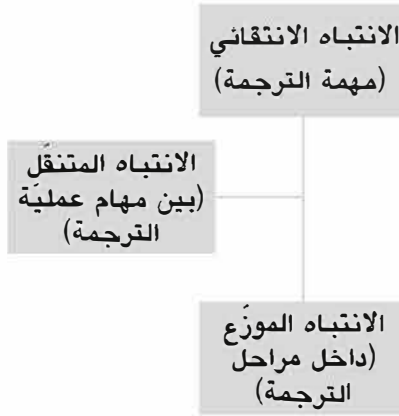 الانتباه الانتقائي
(مهمة الترجمة)
الانتباه المتنقّل
(بين مهام عمليّة
الترجمة)
الانتباه الموزّع
(داخل مراحل
الترجمة)